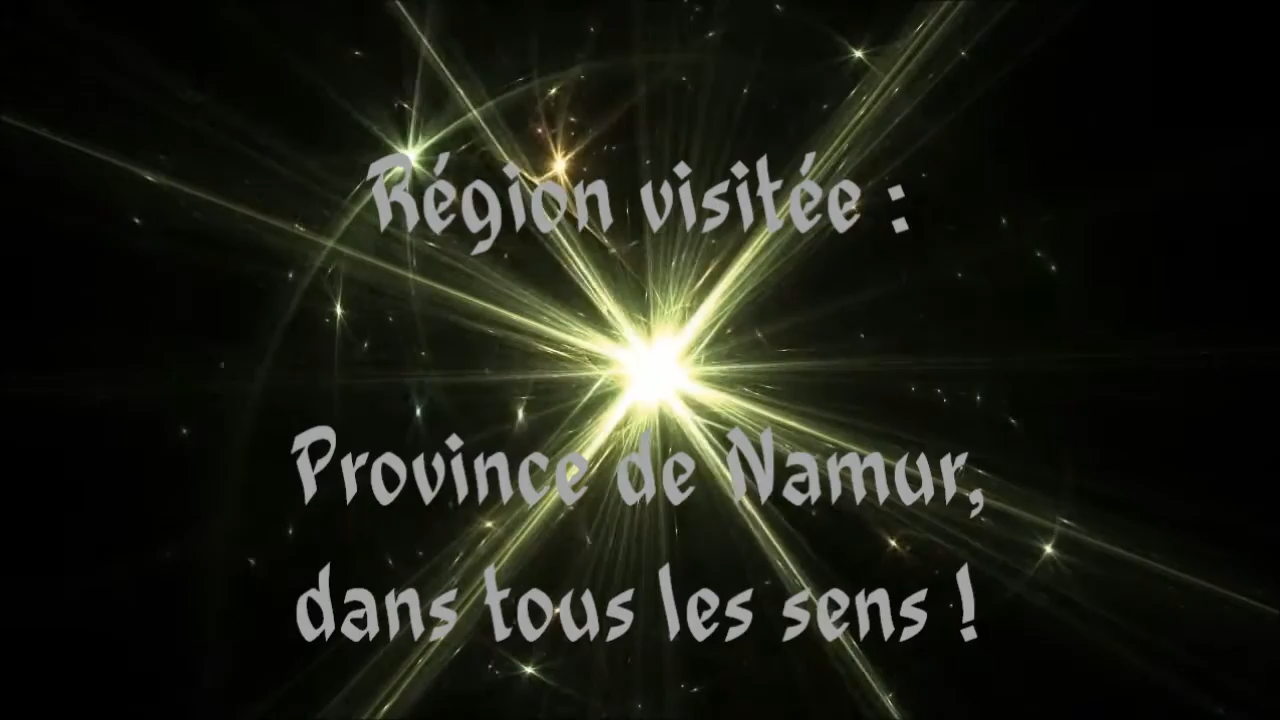 Région visitée :
Province de Namur,
dans tous les sens !